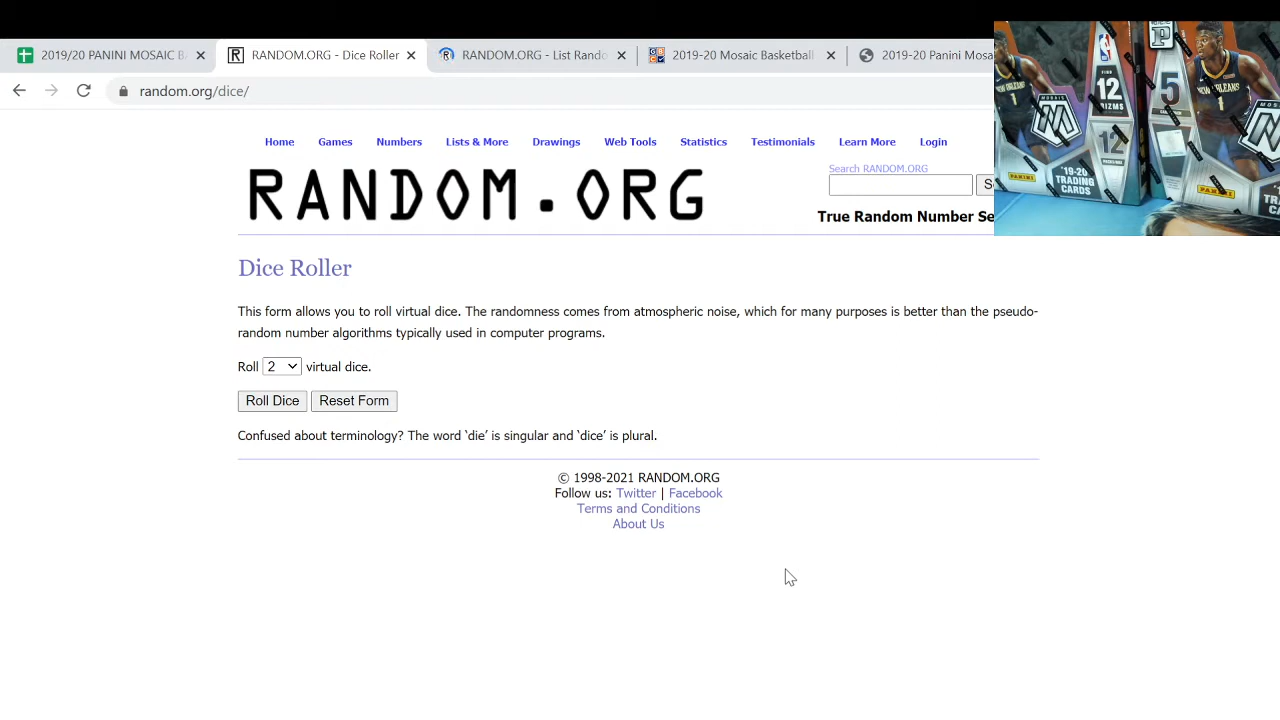 2019/20 PANINI MOSAIC B
RANDOM.ORG - Dice Roller
RANDOM.ORG - List Rando
2019-20 Mosaic Basketball
2019-20 Panini Mosa
random.org/dice/
Home Games Numbers Lists & More Drawings Web Tools Statistics Testimonials Learn More Login
RANDOM.ORG
Search RANDOM.ORG
True Random Number Se
Dice Roller
This form allows you to roll virtual dice. The randomness comes from atmospheric noise, which for many purposes is better than the pseudo-
random number algorithms typically used in computer programs.
Roll 2 virtual dice.
Roll Dice Reset Form
Confused about terminology? The word 'die' is singular and 'dice' is plural.
© 1998-2021 RANDOM.ORG
Follow us: Twitter | Facebook
Terms and Conditions
About Us
FIND
12
PRIZMS
12
MOSAIC
PANINI
'19-20
TRADING
CARDS
5
NEW ORLEANS
1
PANINI